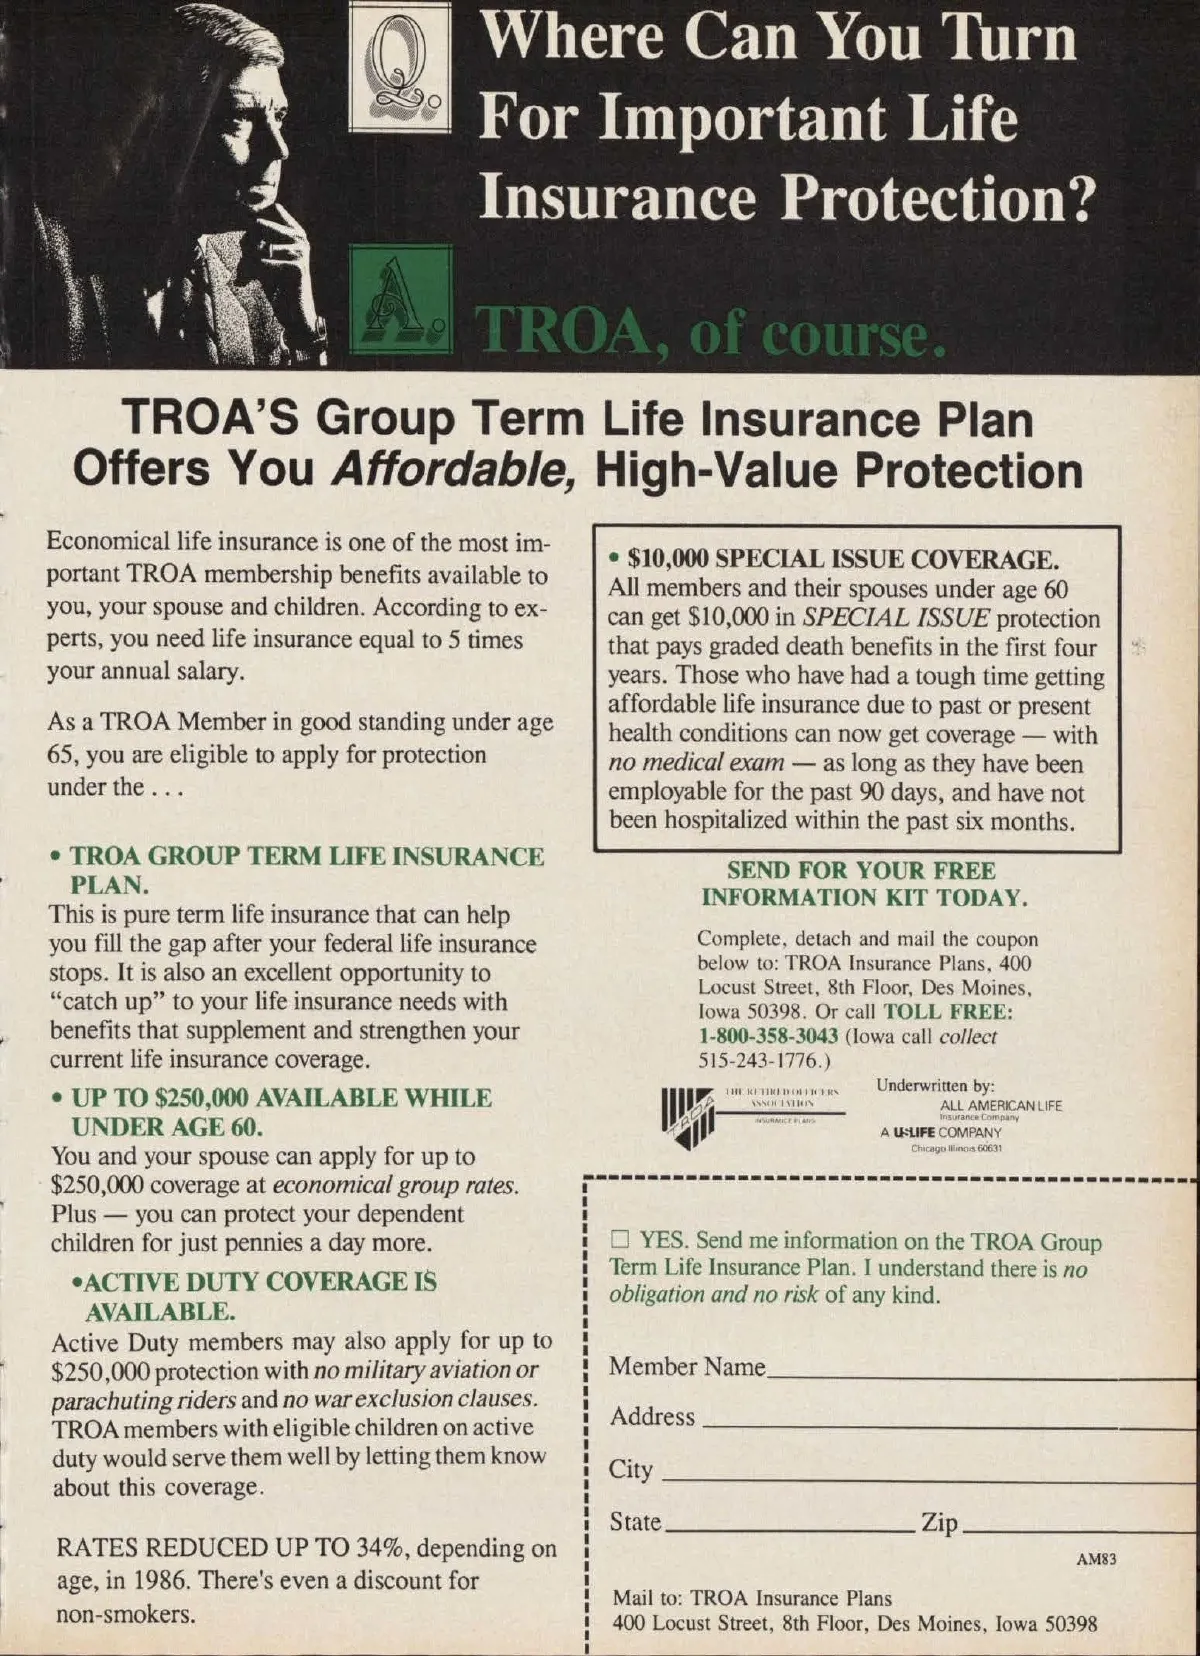 Q.
Where Can You Turn
For Important Life
Insurance Protection?
A.
TROA, of course.
TROA'S Group Term Life Insurance Plan
Offers You Affordable, High-Value Protection
Economical life insurance is one of the most im-
portant TROA membership benefits available to
you, your spouse and children. According to ex-
perts, you need life insurance equal to 5 times
your annual salary.
As a TROA Member in good standing under age
65, you are eligible to apply for protection
under the . . .
• TROA GROUP TERM LIFE INSURANCE
PLAN.
This is pure term life insurance that can help
you fill the gap after your federal life insurance
stops. It is also an excellent opportunity to
“catch up” to your life insurance needs with
benefits that supplement and strengthen your
current life insurance coverage.
• UP TO $250,000 AVAILABLE WHILE
UNDER AGE 60.
You and your spouse can apply for up to
$250,000 coverage at economical group rates.
Plus — you can protect your dependent
children for just pennies a day more.
•ACTIVE DUTY COVERAGE IS
AVAILABLE.
Active Duty members may also apply for up to
$250,000 protection with no military aviation or
parachuting riders and no war exclusion clauses.
TROA members with eligible children on active
duty would serve them well by letting them know
about this coverage.
RATES REDUCED UP TO 34%, depending on
age, in 1986. There's even a discount for
non-smokers.
• $10,000 SPECIAL ISSUE COVERAGE.
All members and their spouses under age 60
can get $10,000 in SPECIAL ISSUE protection
that pays graded death benefits in the first four
years. Those who have had a tough time getting
affordable life insurance due to past or present
health conditions can now get coverage — with
no medical exam — as long as they have been
employable for the past 90 days, and have not
been hospitalized within the past six months.
SEND FOR YOUR FREE
INFORMATION KIT TODAY.
Complete, detach and mail the coupon
below to: TROA Insurance Plans, 400
Locust Street, 8th Floor, Des Moines,
Iowa 50398. Or call TOLL FREE:
1-800-358-3043 (Iowa call collect
515-243-1776.)
TROA
THE RETIRED OFFICERS
ASSOCIATION
INSURANCE PLANS
Underwritten by:
ALL AMERICAN LIFE
Insurance Company
A USLIFE COMPANY
Chicago Illinois 60631
☐ YES. Send me information on the TROA Group
Term Life Insurance Plan. I understand there is no
obligation and no risk of any kind.
Member Name
Address
City
State Zip
AM83
Mail to: TROA Insurance Plans
400 Locust Street, 8th Floor, Des Moines, Iowa 50398